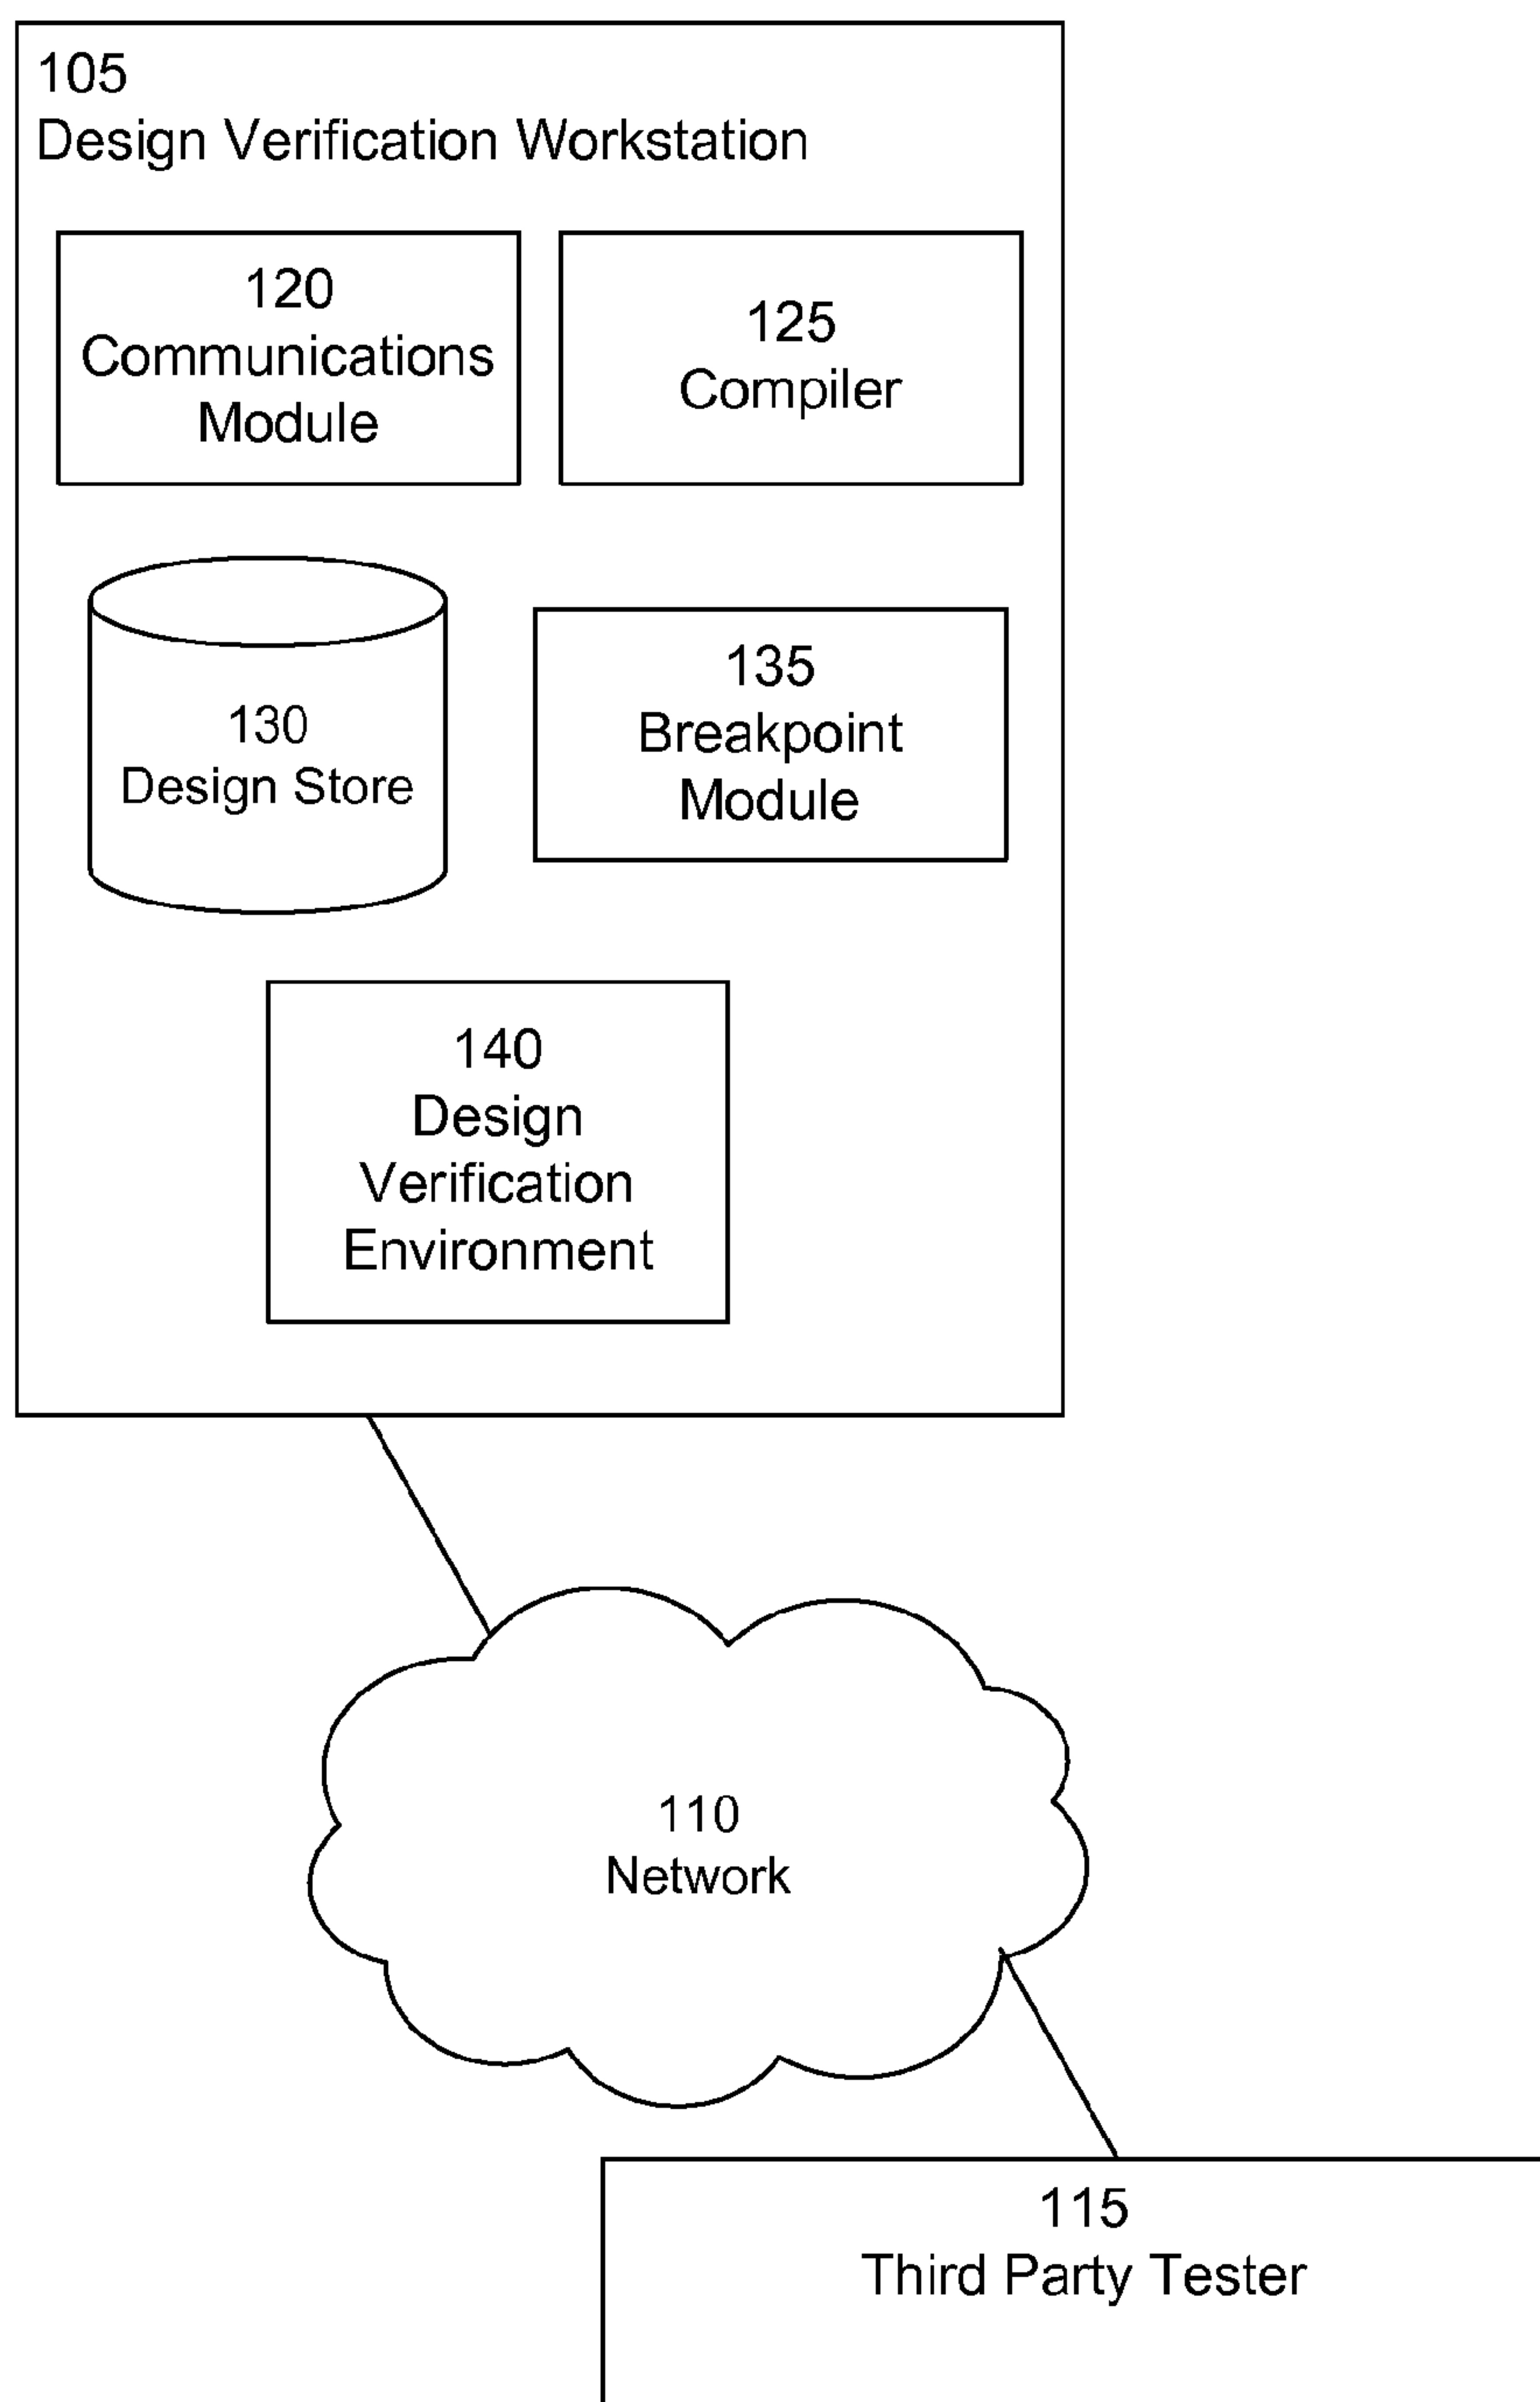 105
Design Verification Workstation
120
Communications
Module
125
Compiler
130
Design Store
135
Breakpoint
Module
140
Design
Verification
Environment
110
Network
115
Third Party Tester